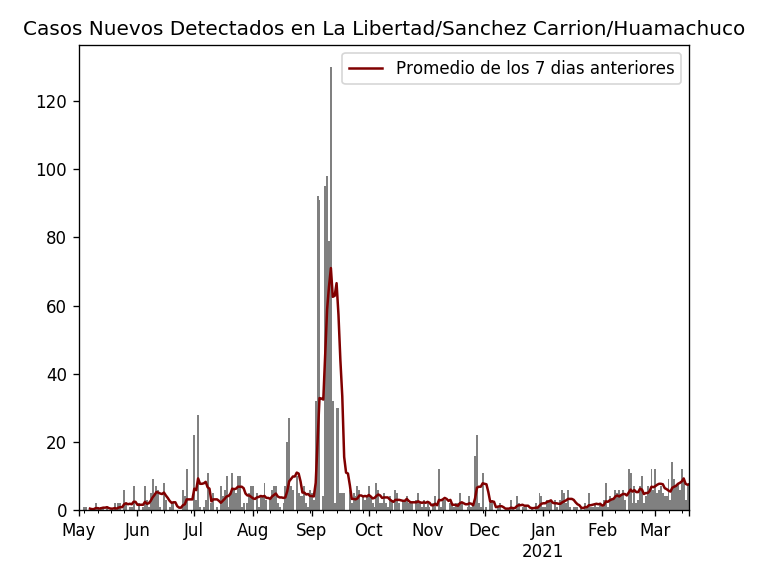 Casos Nuevos Detectados en La Libertad/Sanchez Carrion/Huamachuco
Promedio de los 7 dias anteriores
120
100
80
60
40
20
0
May Jun Jul Aug Sep Oct Nov Dec Jan Feb Mar
2021